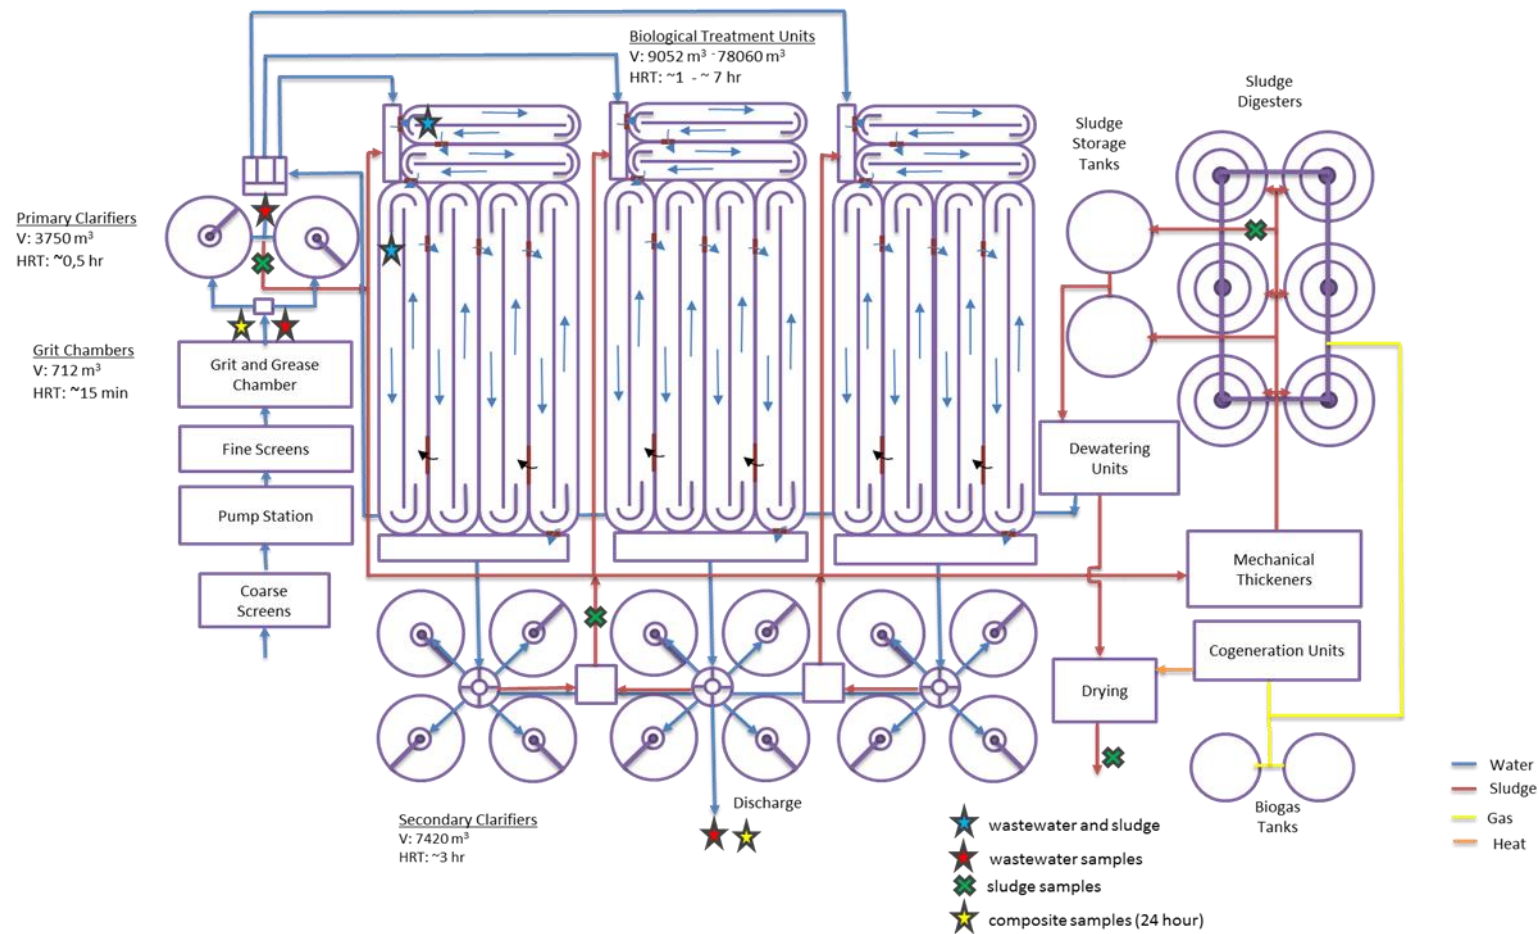 Biological Treatment Units
V: 9052 m³ - 78060 m³
HRT: ~1 - ~ 7 hr
Sludge
Digesters
Sludge
Storage
Tanks
Primary Clarifiers
V: 3750 m³
HRT: ~0,5 hr
Grit Chambers
V: 712 m³
HRT: ~15 min
Grit and Grease
Chamber
Fine Screens
Pump Station
Coarse
Screens
Dewatering
Units
Mechanical
Thickeners
Cogeneration Units
Drying
Biogas
Tanks
Discharge
Secondary Clarifiers
V: 7420 m³
HRT: ~3 hr
wastewater and sludge
wastewater samples
sludge samples
composite samples (24 hour)
Water
Sludge
Gas
Heat